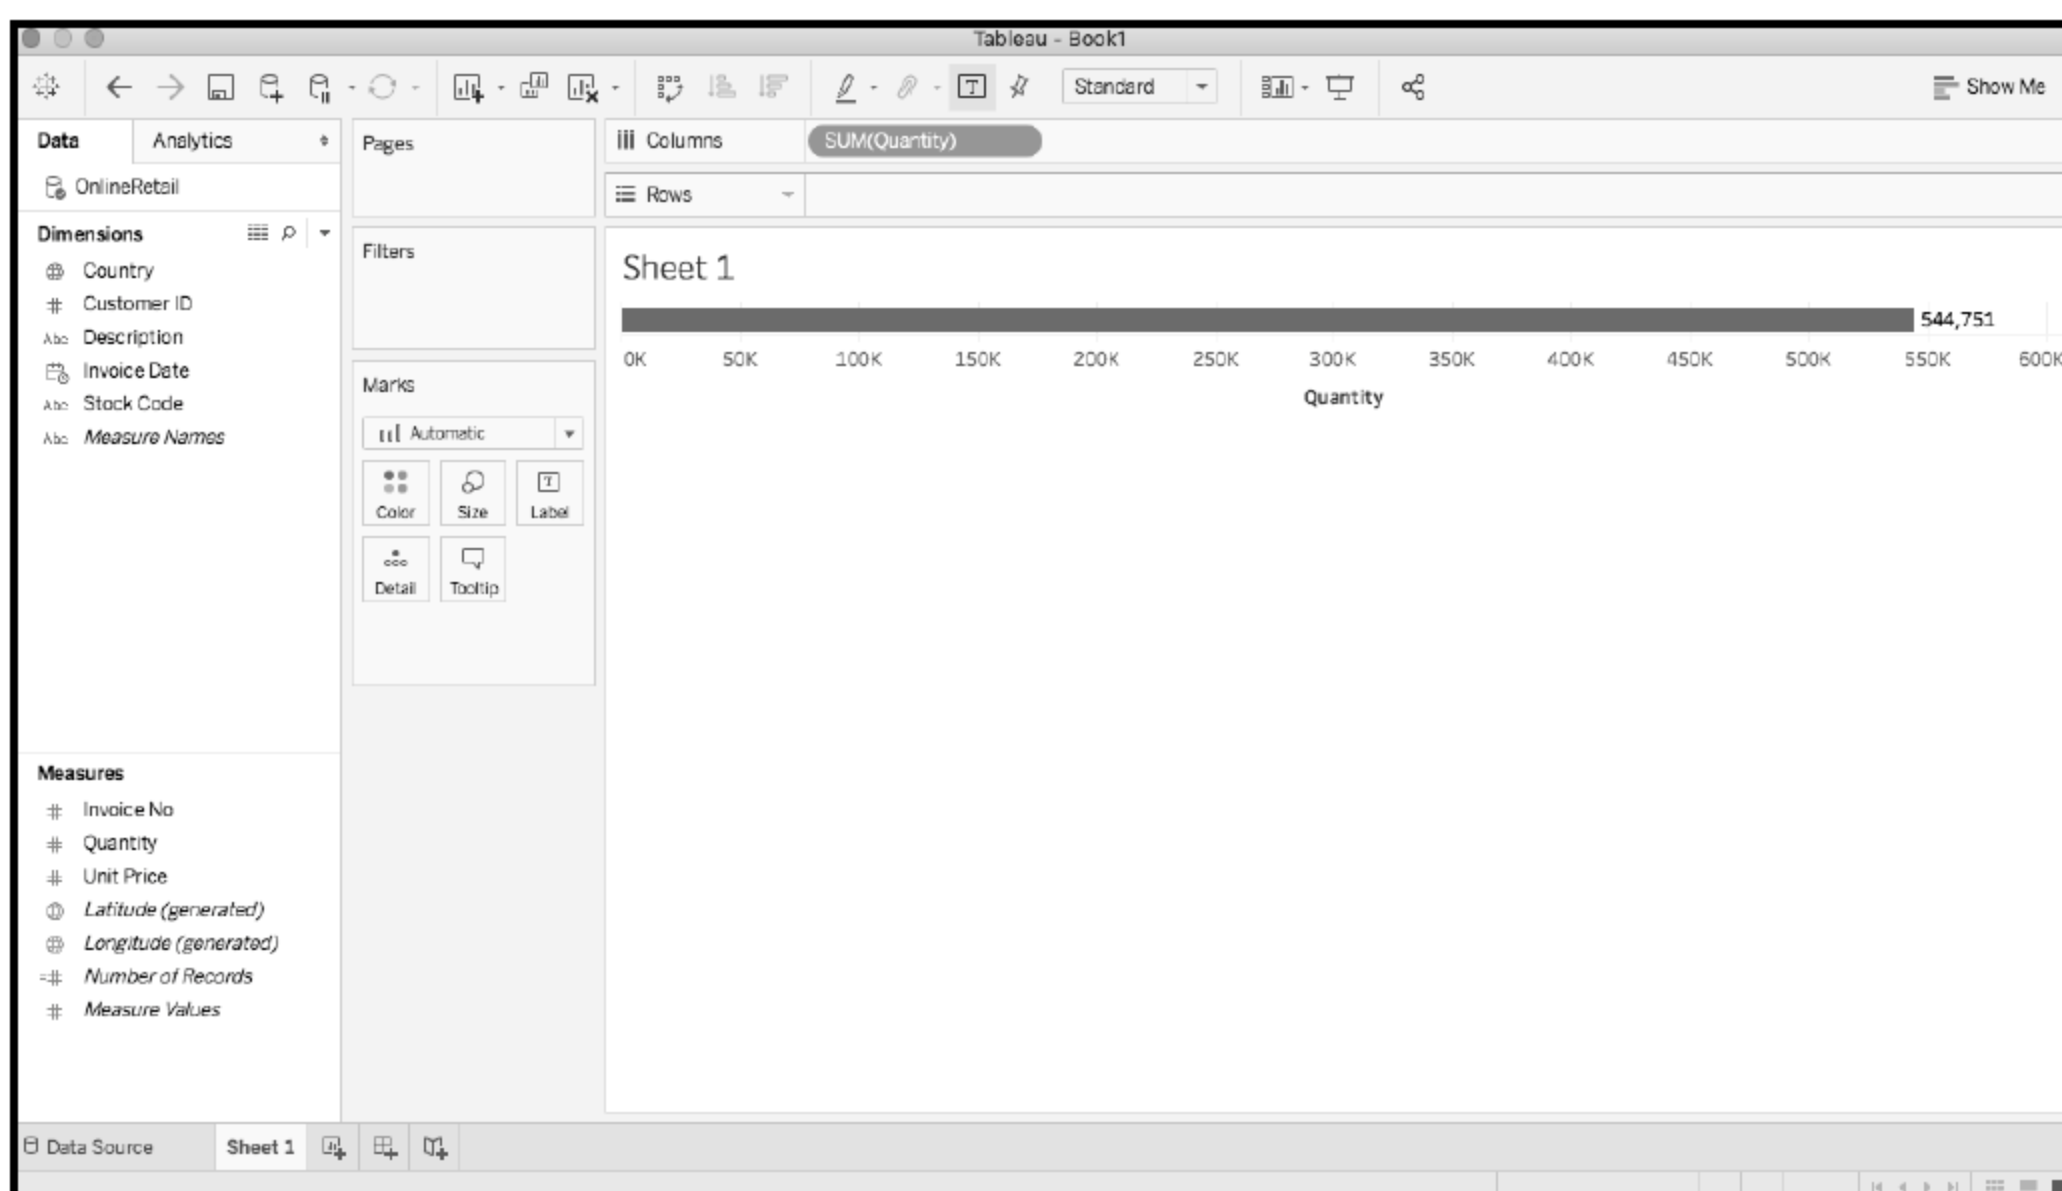 Tableau - Book1
Standard
Show Me
Data Analytics
OnlineRetail
Dimensions
Country
# Customer ID
Abc Description
Invoice Date
Abc Stock Code
Abc Measure Names
Measures
# Invoice No
# Quantity
# Unit Price
Latitude (generated)
Longitude (generated)
=# Number of Records
# Measure Values
Pages
Filters
Marks
Automatic
Color Size Label
Detail Tooltip
Columns SUM(Quantity)
Rows
Sheet 1
544,751
0K 50K 100K 150K 200K 250K 300K 350K 400K 450K 500K 550K 600K
Quantity
Data Source Sheet 1